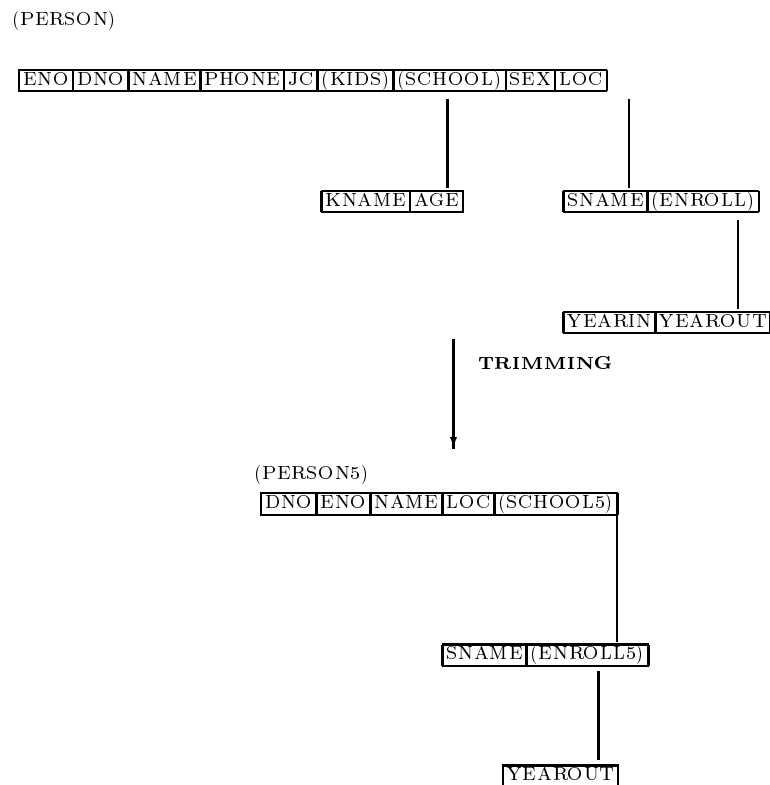 (PERSON)
ENO DNO NAME PHONE JC (KIDS) (SCHOOL) SEX LOC
KNAME AGE SNAME (ENROLL)
YEARIN YEAROUT
TRIMMING
(PERSON5)
DNO ENO NAME LOC (SCHOOL5)
SNAME (ENROLL5)
YEAROUT